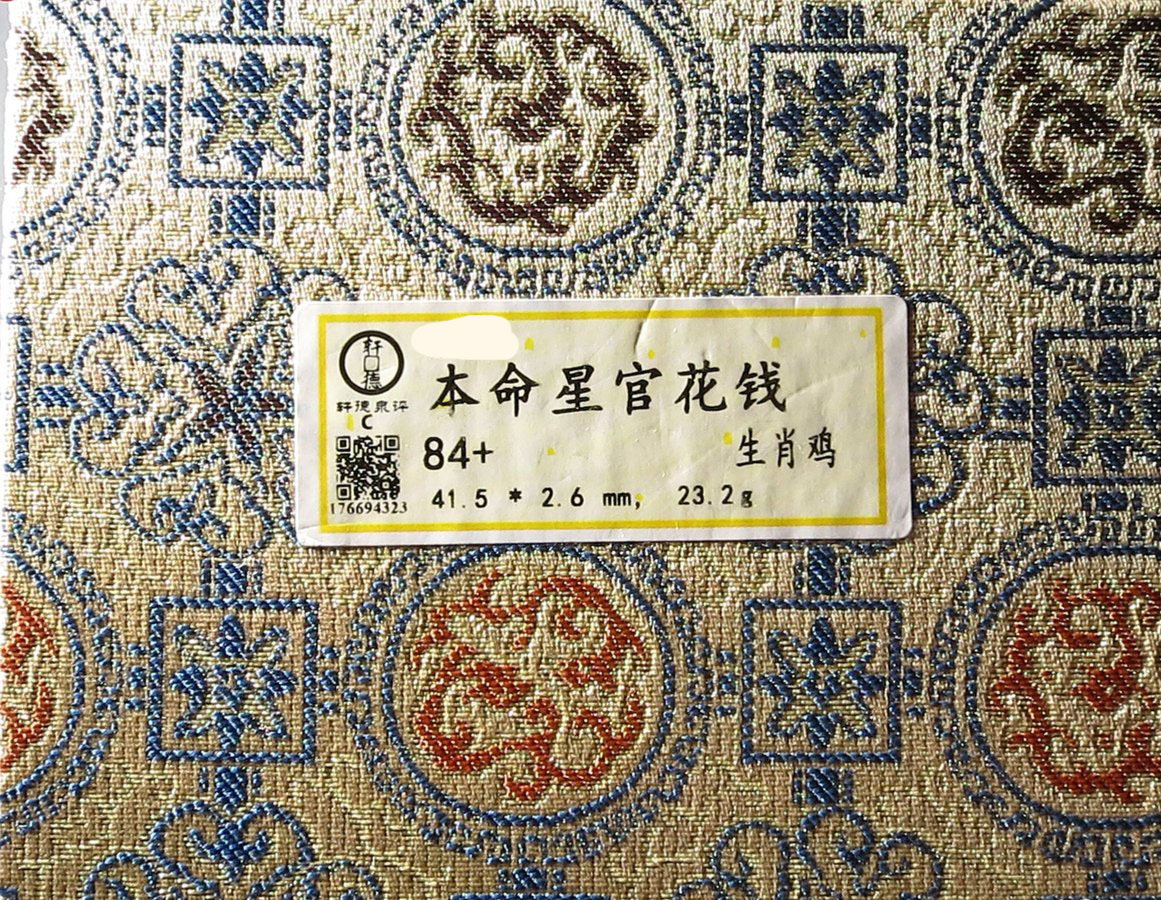 轩德
轩德泉评
C
本命星官花钱
84+
生肖鸡
176694323
41.5 * 2.6 mm, 23.2g